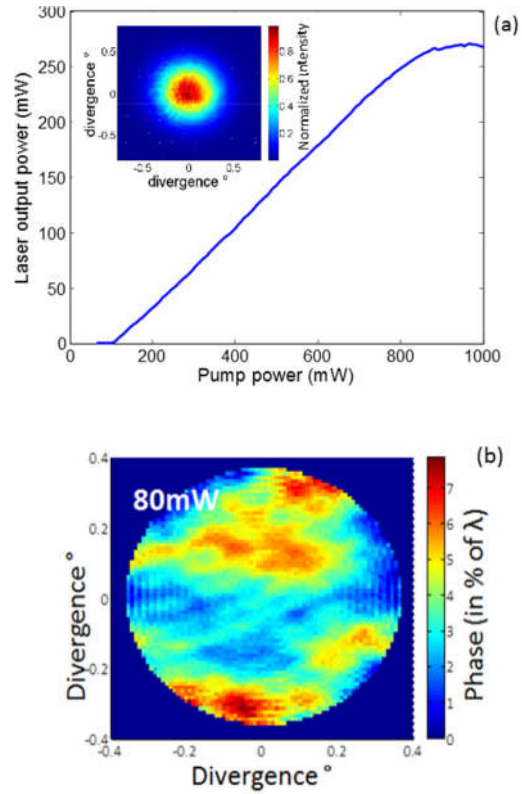 (a)
300
250
200
150
100
50
0
Laser output power (mW)
0 200 400 600 800 1000
Pump power (mW)
0.5
0
-0.5
divergence °
-0.5 0 0.5
divergence °
0.8
0.6
0.4
0.2
Normalized Intensity
(b)
80mW
0.4
0.2
0
-0.2
-0.4
Divergence °
-0.4 -0.2 0 0.2 0.4
Divergence °
7
6
5
4
3
2
1
0
Phase (in % of λ)